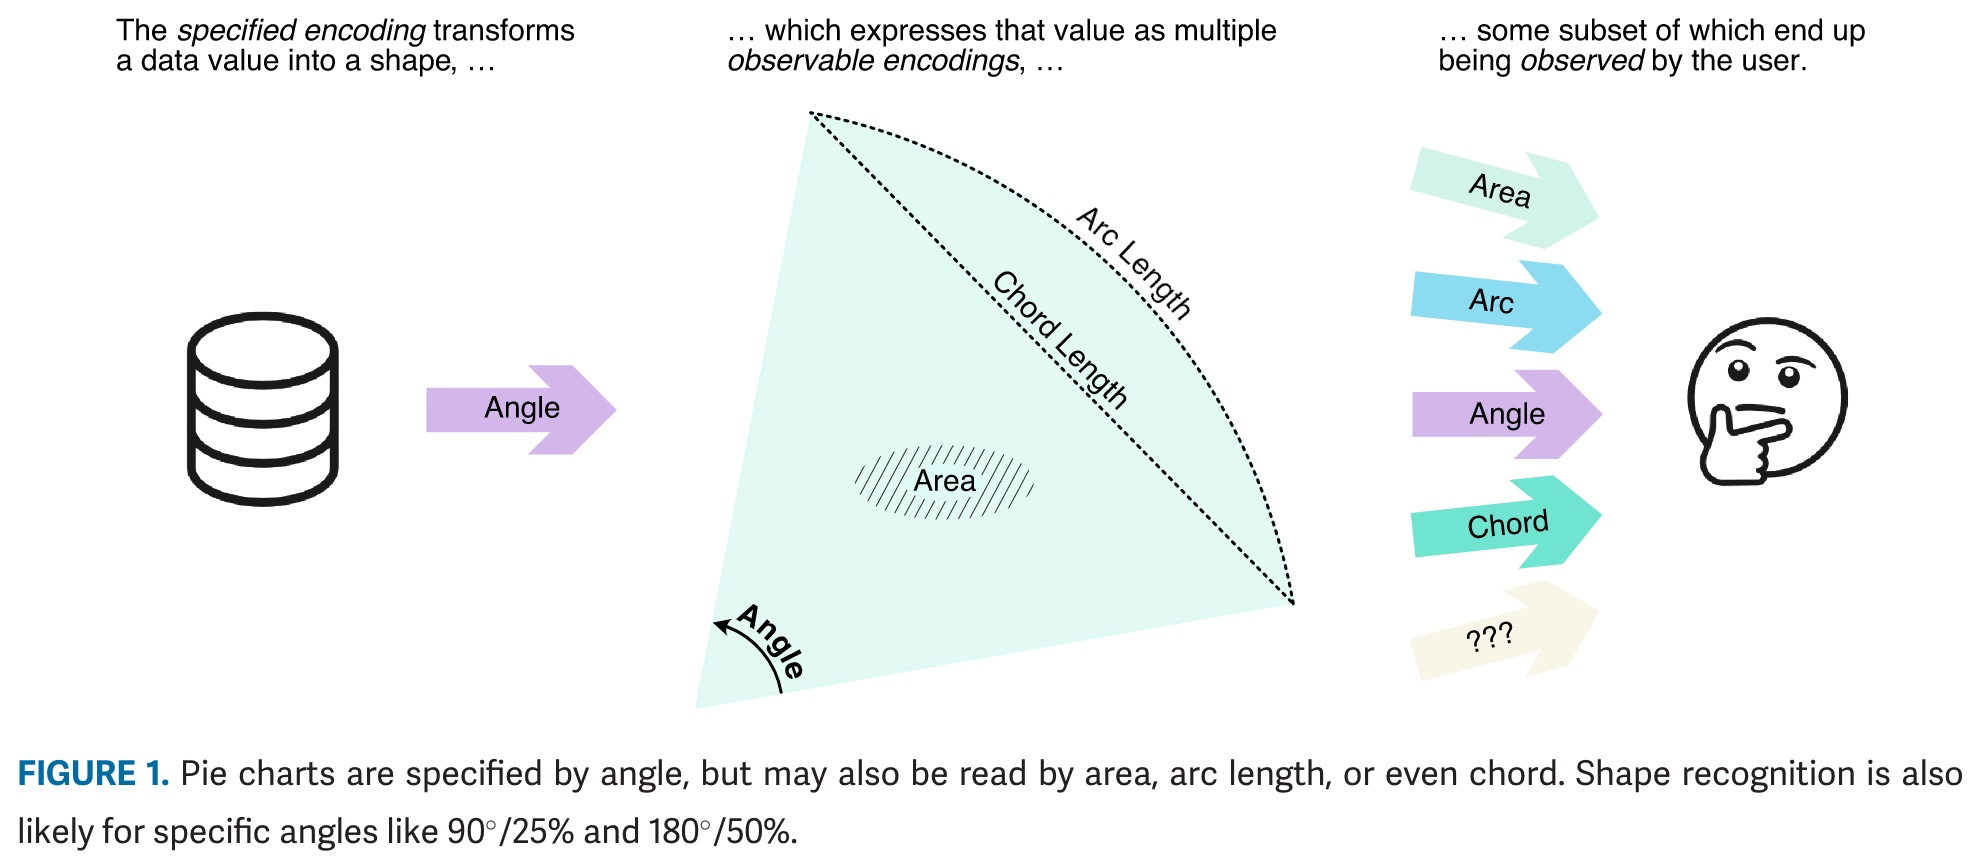 The specified encoding transforms
a data value into a shape, …
… which expresses that value as multiple
observable encodings, …
… some subset of which end up
being observed by the user.
Angle
Arc Length
Chord Length
Area
Angle
Area
Arc
Angle
Chord
???
FIGURE 1. Pie charts are specified by angle, but may also be read by area, arc length, or even chord. Shape recognition is also
likely for specific angles like 90°/25% and 180°/50%.